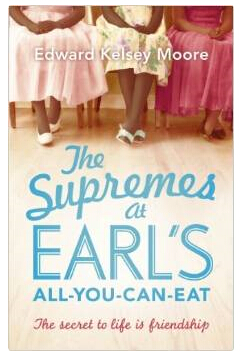 Edward Kelsey Moore
The
Supremes
At
EARL'S
ALL-YOU-CAN-EAT
The secret to life is friendship